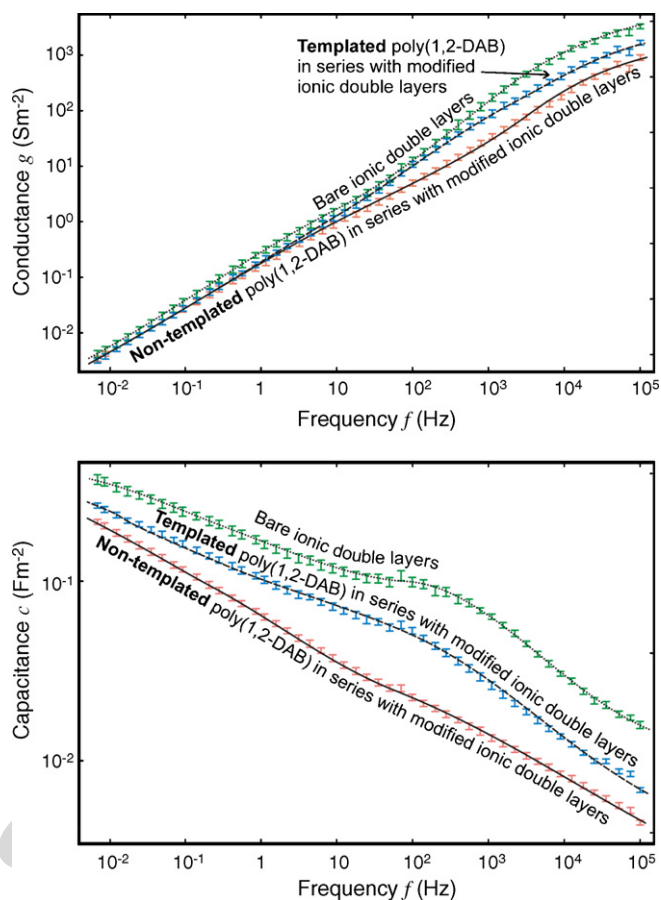 10³
10²
10¹
10⁰
10⁻¹
10⁻²
Conductance g (Sm⁻²)
Templated poly(1,2-DAB)
in series with modified
ionic double layers
Bare ionic double layers
Non-templated poly(1,2-DAB) in series with modified ionic double layers
10⁻² 10⁻¹ 1 10 10² 10³ 10⁴ 10⁵
Frequency f (Hz)
10⁻¹
10⁻²
Capacitance c (Fm⁻²)
Bare ionic double layers
Templated poly(1,2-DAB) in series with modified ionic double layers
Non-templated poly(1,2-DAB) in series with modified ionic double layers
10⁻² 10⁻¹ 1 10 10² 10³ 10⁴ 10⁵
Frequency f (Hz)